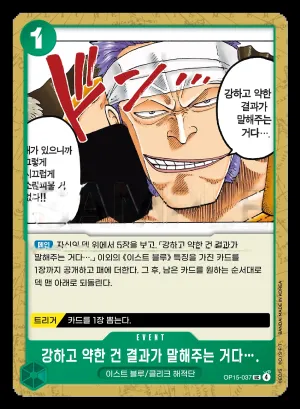 1
ドン
강하고 약한
결과가
말해주는
거다….
가 있으니까
그렇게
시끄럽게
메인 자신의 덱 위에서 5장을 보고, 「강하고 약한 건 결과가
말해주는 거다…」 이외의 《이스트 블루》 특징을 가진 카드를
1장까지 공개하고 패에 더한다. 그 후, 남은 카드를 원하는 순서대로
덱 맨 아래로 되돌린다.
트리거 카드를 1장 뽑는다.
EVENT
강하고 약한 건 결과가 말해주는 거다….
이스트 블루/클리크 해적단
OP15-037 UC